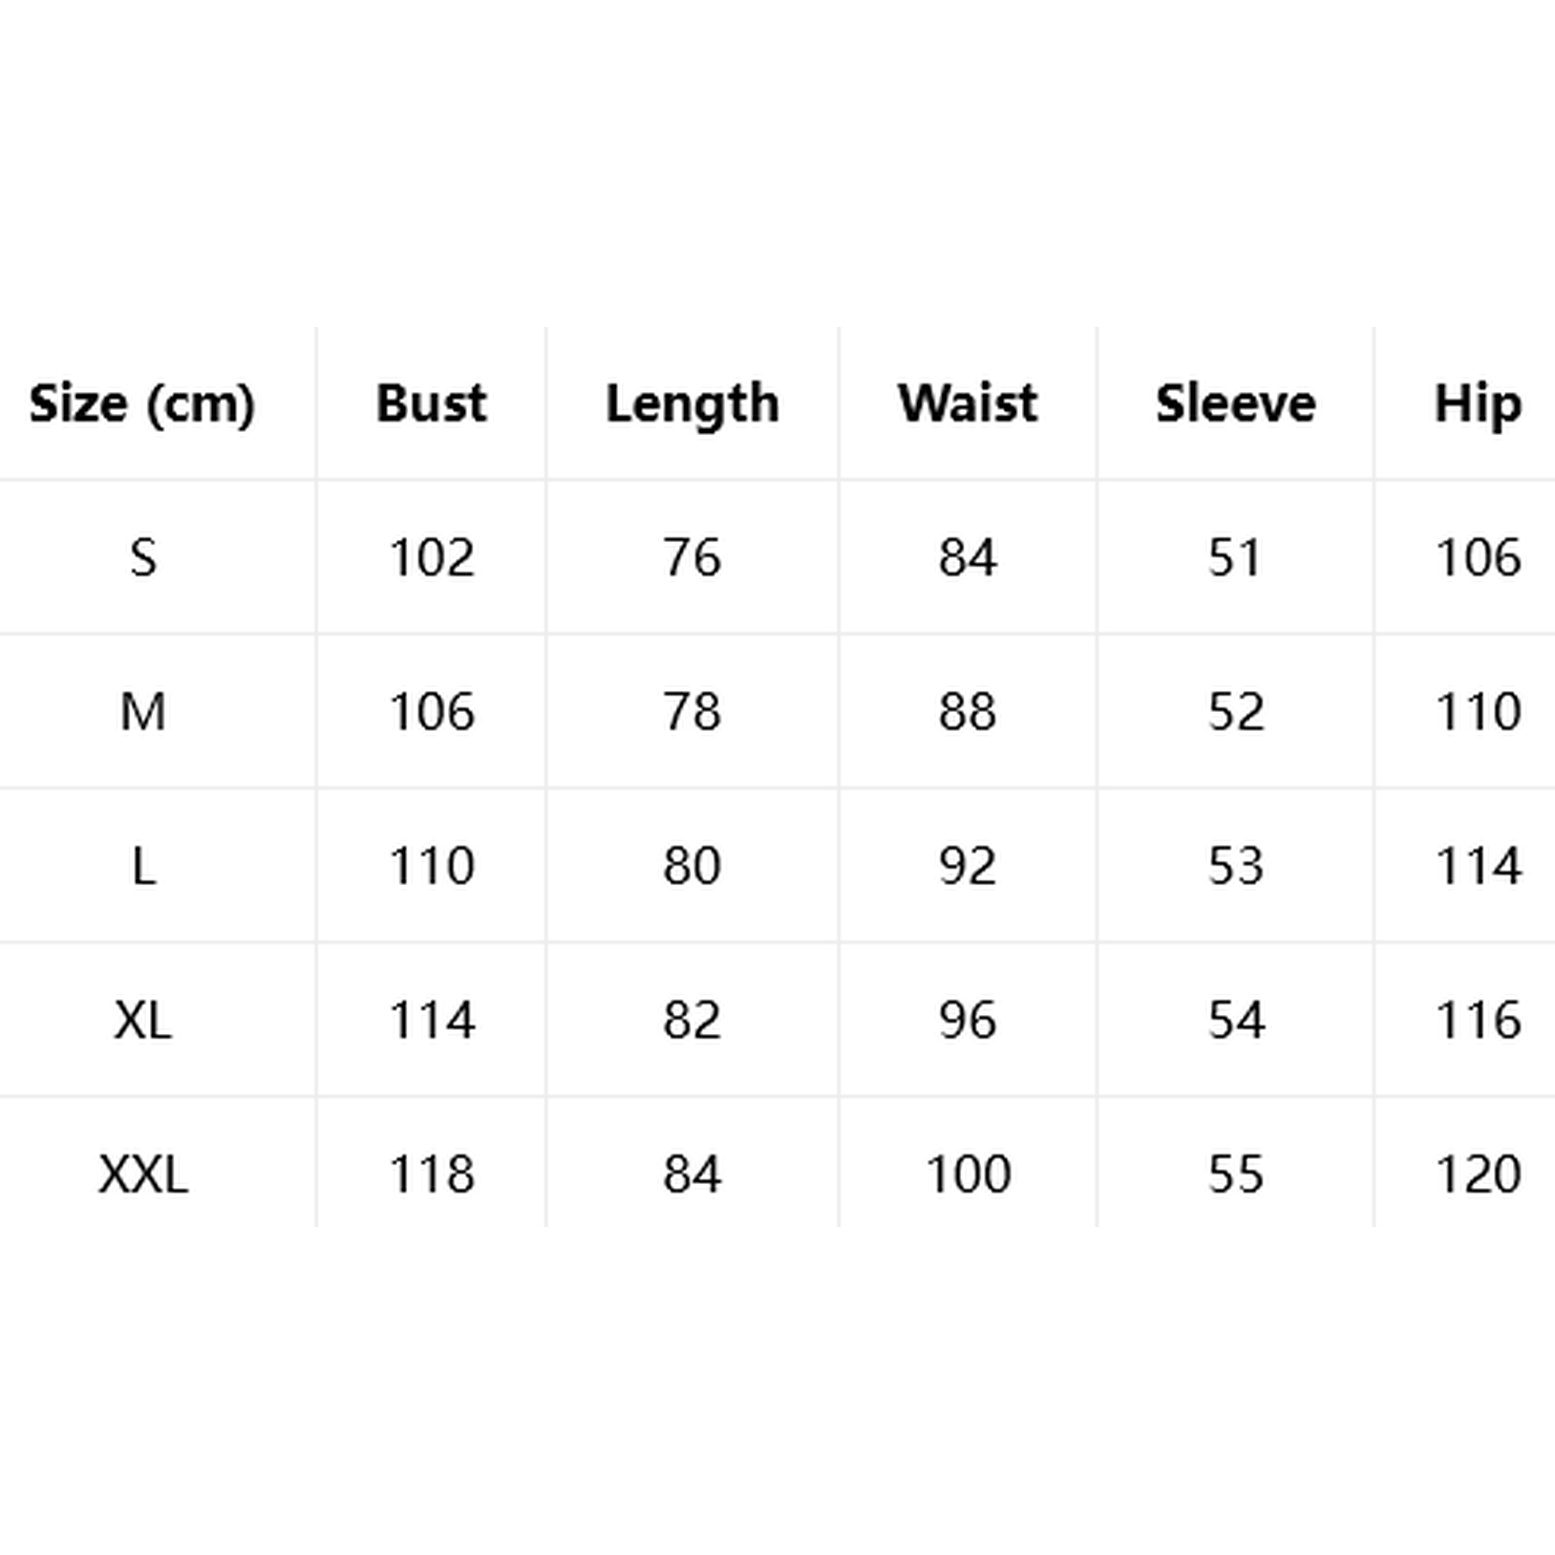 Size (cm) Bust Length Waist Sleeve Hip
S 102 76 84 51 106
M 106 78 88 52 110
L 110 80 92 53 114
XL 114 82 96 54 116
XXL 118 84 100 55 120